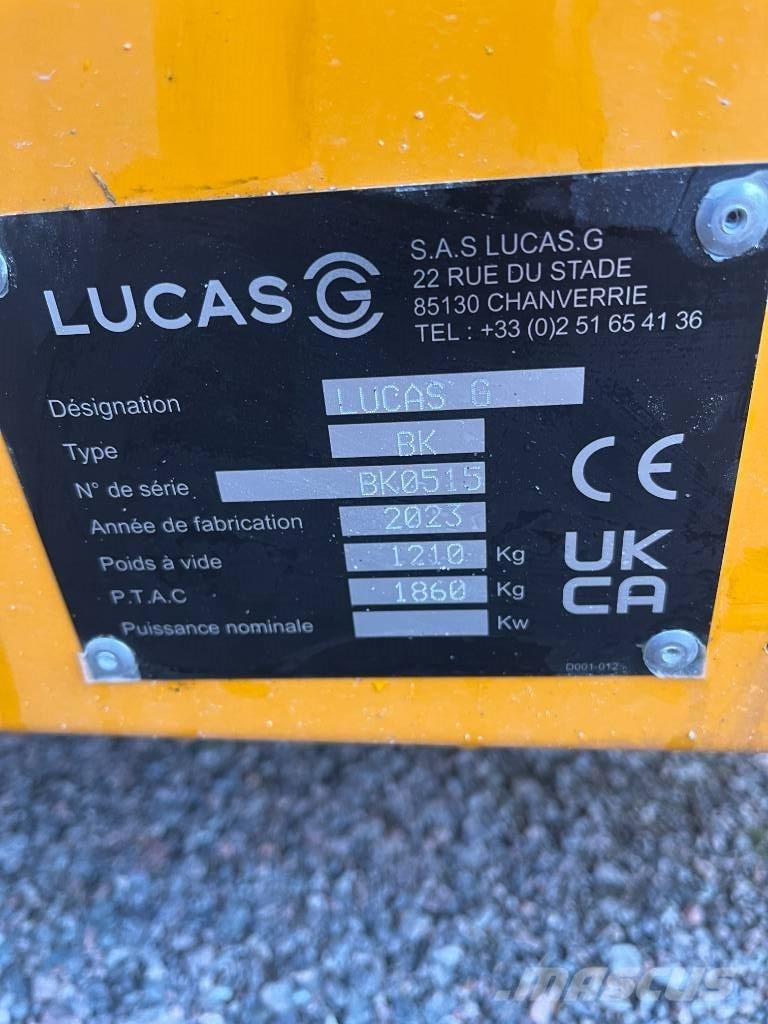 LUCAS G
S.A.S LUCAS.G
22 RUE DU STADE
85130 CHANVERRIE
TEL : +33 (0)2 51 65 41 36
Désignation LUCAS G
Type BK
N° de série BK0515
Année de fabrication 2023
Poids à vide 1210 Kg
P.T.A.C 1860 Kg
Puissance nominale Kw
CE
UK
CA
D001-012
MASCUS